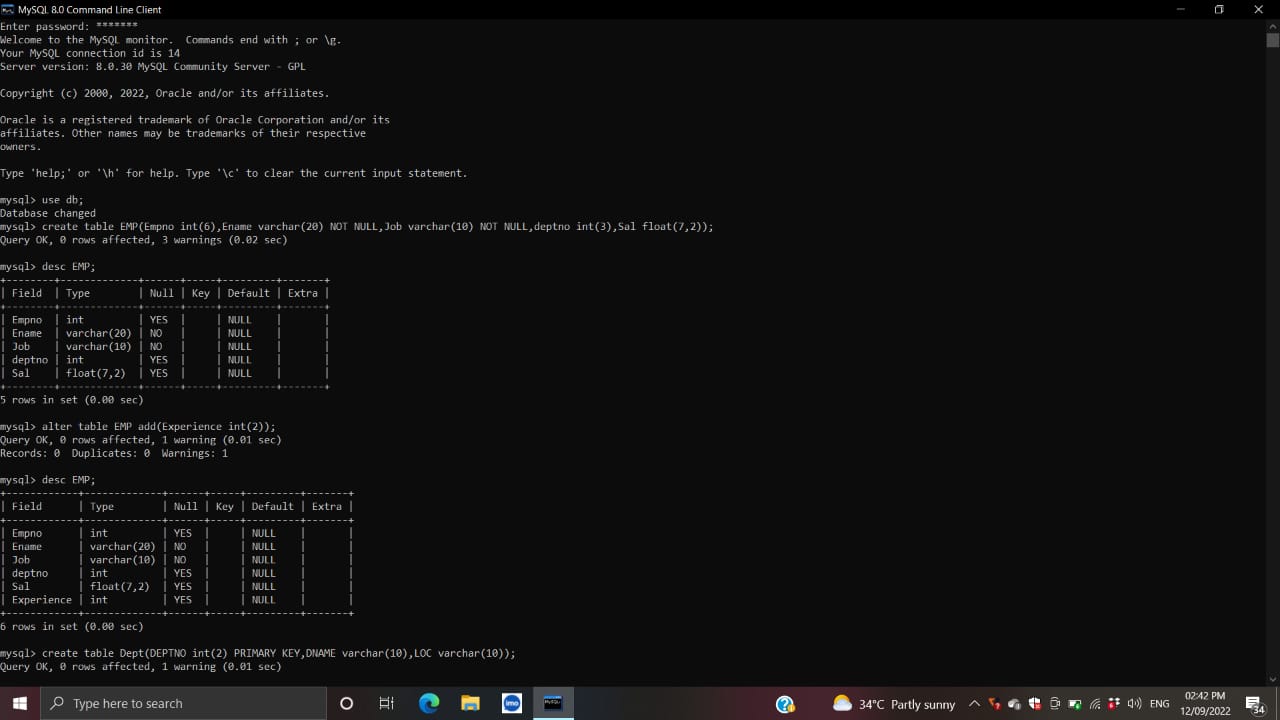 MySQL 8.0 Command Line Client
Enter password: *******
Welcome to the MySQL monitor.  Commands end with ; or \g.
Your MySQL connection id is 14
Server version: 8.0.30 MySQL Community Server - GPL
Copyright (c) 2000, 2022, Oracle and/or its affiliates.
Oracle is a registered trademark of Oracle Corporation and/or its
affiliates. Other names may be trademarks of their respective
owners.
Type 'help;' or '\h' for help. Type '\c' to clear the current input statement.
mysql> use db;
Database changed
mysql> create table EMP(Empno int(6),Ename varchar(20) NOT NULL,Job varchar(10) NOT NULL,deptno int(3),Sal float(7,2));
Query OK, 0 rows affected, 3 warnings (0.02 sec)
mysql> desc EMP;
+--------+-------------+------+-----+---------+-------+
| Field  | Type        | Null | Key | Default | Extra |
+--------+-------------+------+-----+---------+-------+
| Empno  | int         | YES  |     | NULL    |       |
| Ename  | varchar(20) | NO   |     | NULL    |       |
| Job    | varchar(10) | NO   |     | NULL    |       |
| deptno | int         | YES  |     | NULL    |       |
| Sal    | float(7,2)  | YES  |     | NULL    |       |
+--------+-------------+------+-----+---------+-------+
5 rows in set (0.00 sec)
mysql> alter table EMP add(Experience int(2));
Query OK, 0 rows affected, 1 warning (0.01 sec)
Records: 0  Duplicates: 0  Warnings: 1
mysql> desc EMP;
+------------+-------------+------+-----+---------+-------+
| Field      | Type        | Null | Key | Default | Extra |
+------------+-------------+------+-----+---------+-------+
| Empno      | int         | YES  |     | NULL    |       |
| Ename      | varchar(20) | NO   |     | NULL    |       |
| Job        | varchar(10) | NO   |     | NULL    |       |
| deptno     | int         | YES  |     | NULL    |       |
| Sal        | float(7,2)  | YES  |     | NULL    |       |
| Experience | int         | YES  |     | NULL    |       |
+------------+-------------+------+-----+---------+-------+
6 rows in set (0.00 sec)
mysql> create table Dept(DEPTNO int(2) PRIMARY KEY,DNAME varchar(10),LOC varchar(10));
Query OK, 0 rows affected, 1 warning (0.01 sec)
Type here to search
imo
34°C Partly sunny
ENG
02:42 PM
12/09/2022
34